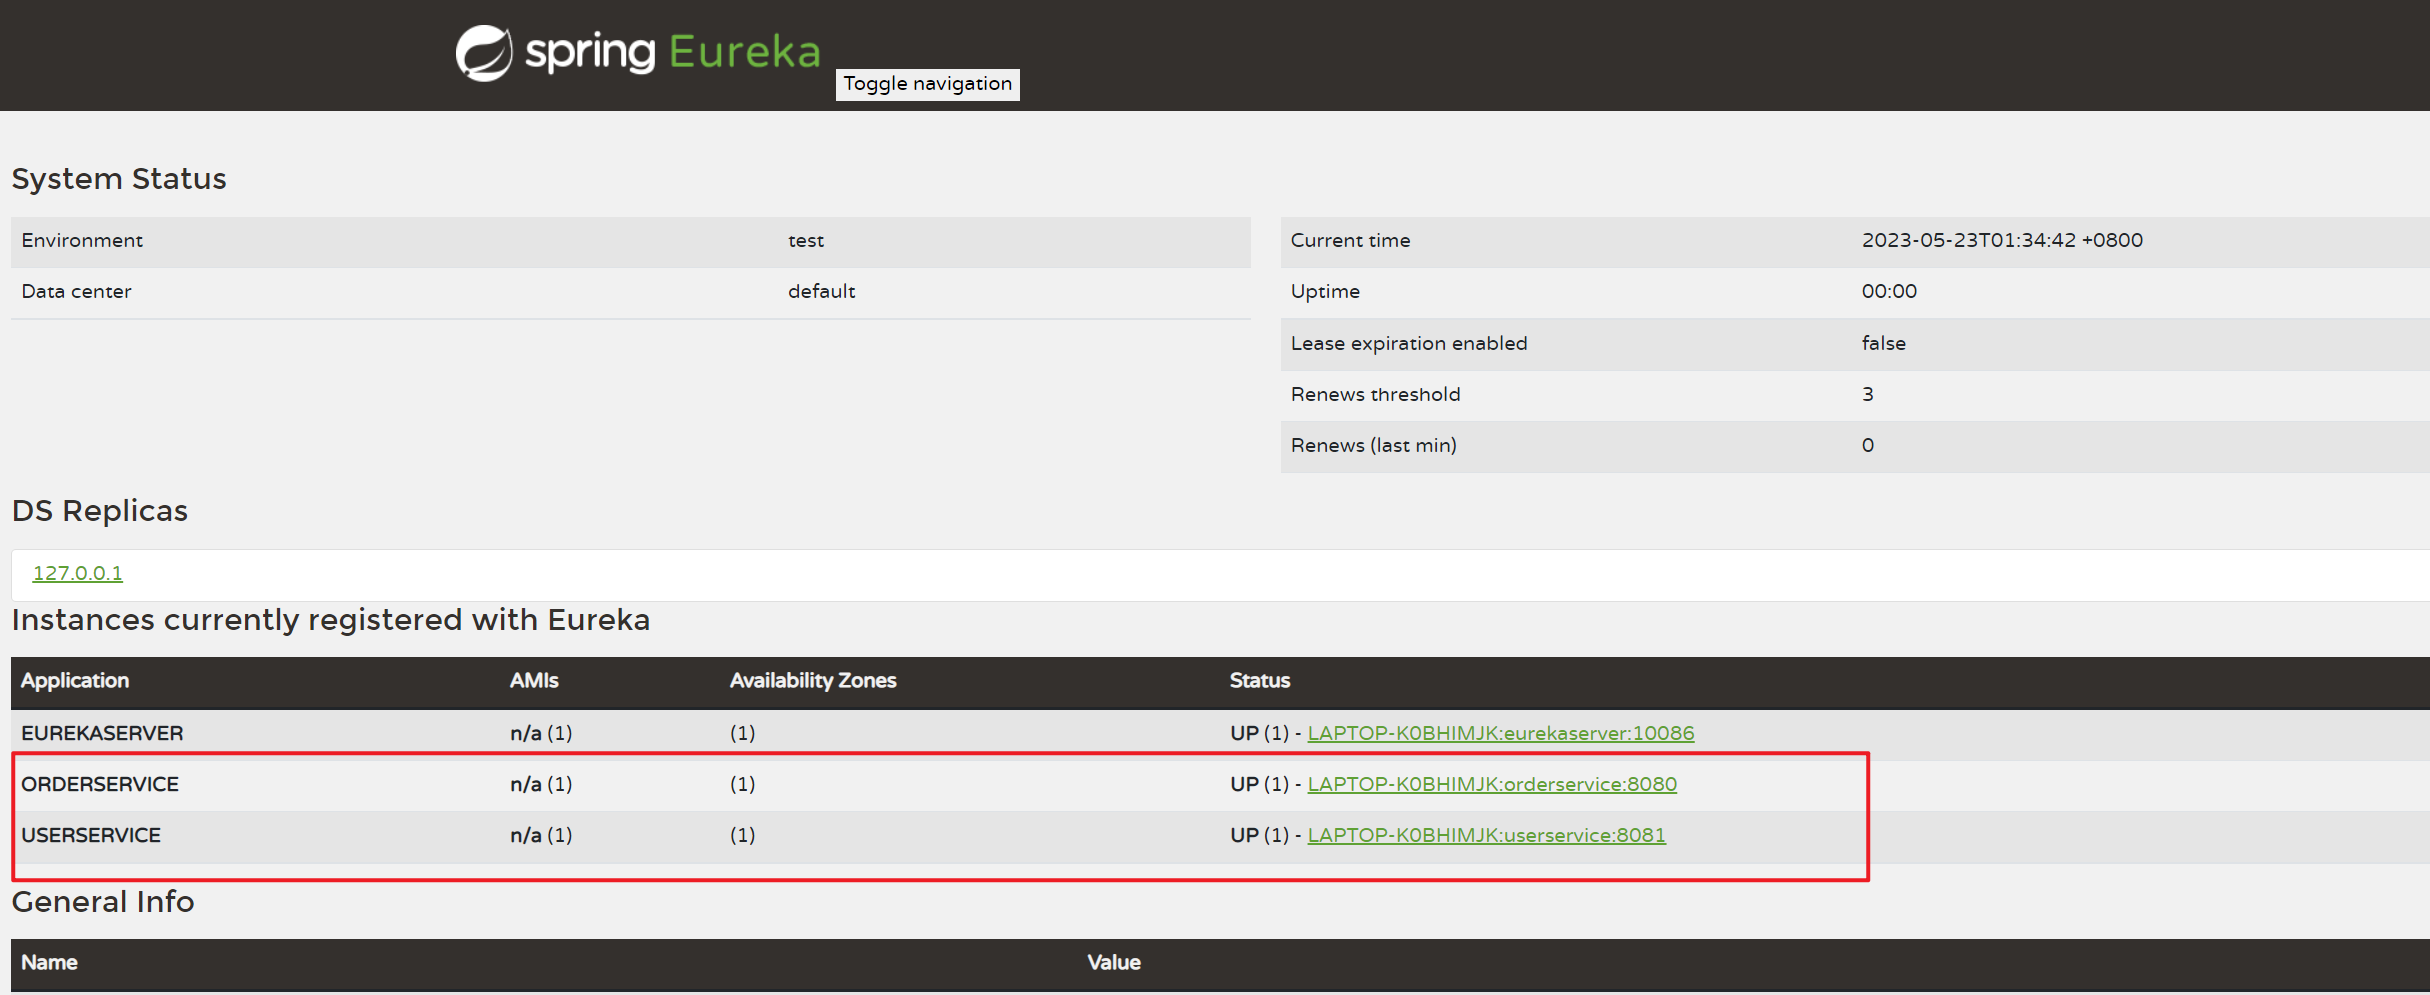 spring Eureka
Toggle navigation
System Status
Environment test
Data center default
Current time 2023-05-23T01:34:42 +0800
Uptime 00:00
Lease expiration enabled false
Renews threshold 3
Renews (last min) 0
DS Replicas
127.0.0.1
Instances currently registered with Eureka
Application AMIs Availability Zones Status
EUREKASERVER n/a (1) (1) UP (1) - LAPTOP-K0BHIMJK:eurekaserver:10086
ORDERSERVICE n/a (1) (1) UP (1) - LAPTOP-K0BHIMJK:orderservice:8080
USERSERVICE n/a (1) (1) UP (1) - LAPTOP-K0BHIMJK:userservice:8081
General Info
Name Value